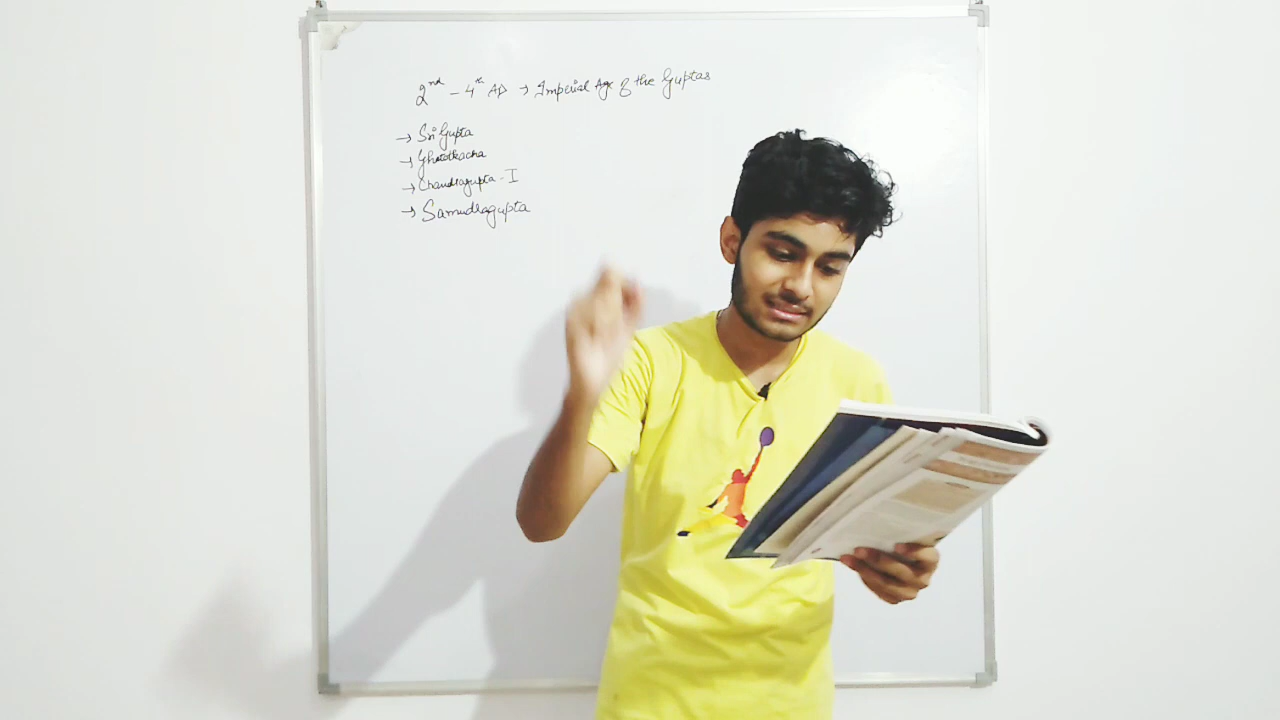 2nd - 4th AD → Imperial Age of the Guptas
→ Sri Gupta
→ Ghatotkacha
→ Chandragupta - I
→ Samudragupta